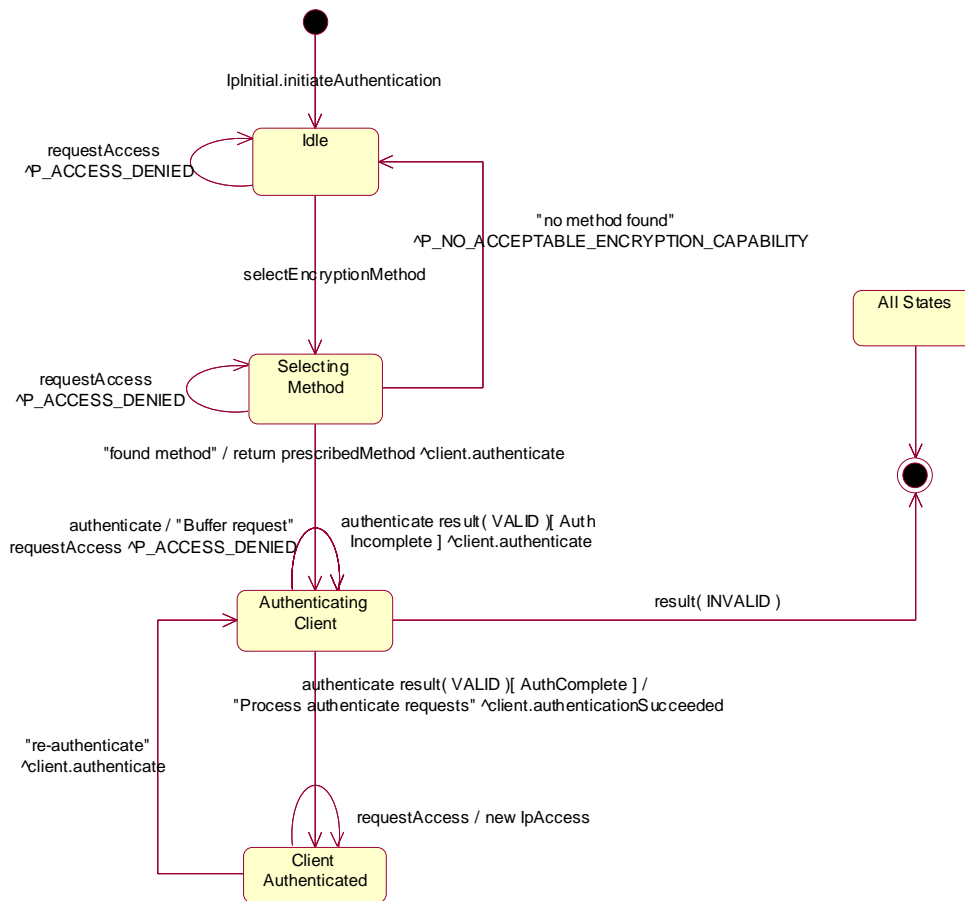 IpInitial.initiateAuthentication
Idle
requestAccess
^P_ACCESS_DENIED
"no method found"
^P_NO_ACCEPTABLE_ENCRYPTION_CAPABILITY
selectEncryptionMethod
All States
Selecting
Method
requestAccess
^P_ACCESS_DENIED
"found method" / return prescribedMethod ^client.authenticate
authenticate / "Buffer request"
requestAccess ^P_ACCESS_DENIED
authenticate result( VALID )[ Auth
Incomplete ] ^client.authenticate
Authenticating
Client
result( INVALID )
authenticate result( VALID )[ AuthComplete ] /
"Process authenticate requests" ^client.authenticationSucceeded
"re-authenticate"
^client.authenticate
requestAccess / new IpAccess
Client
Authenticated